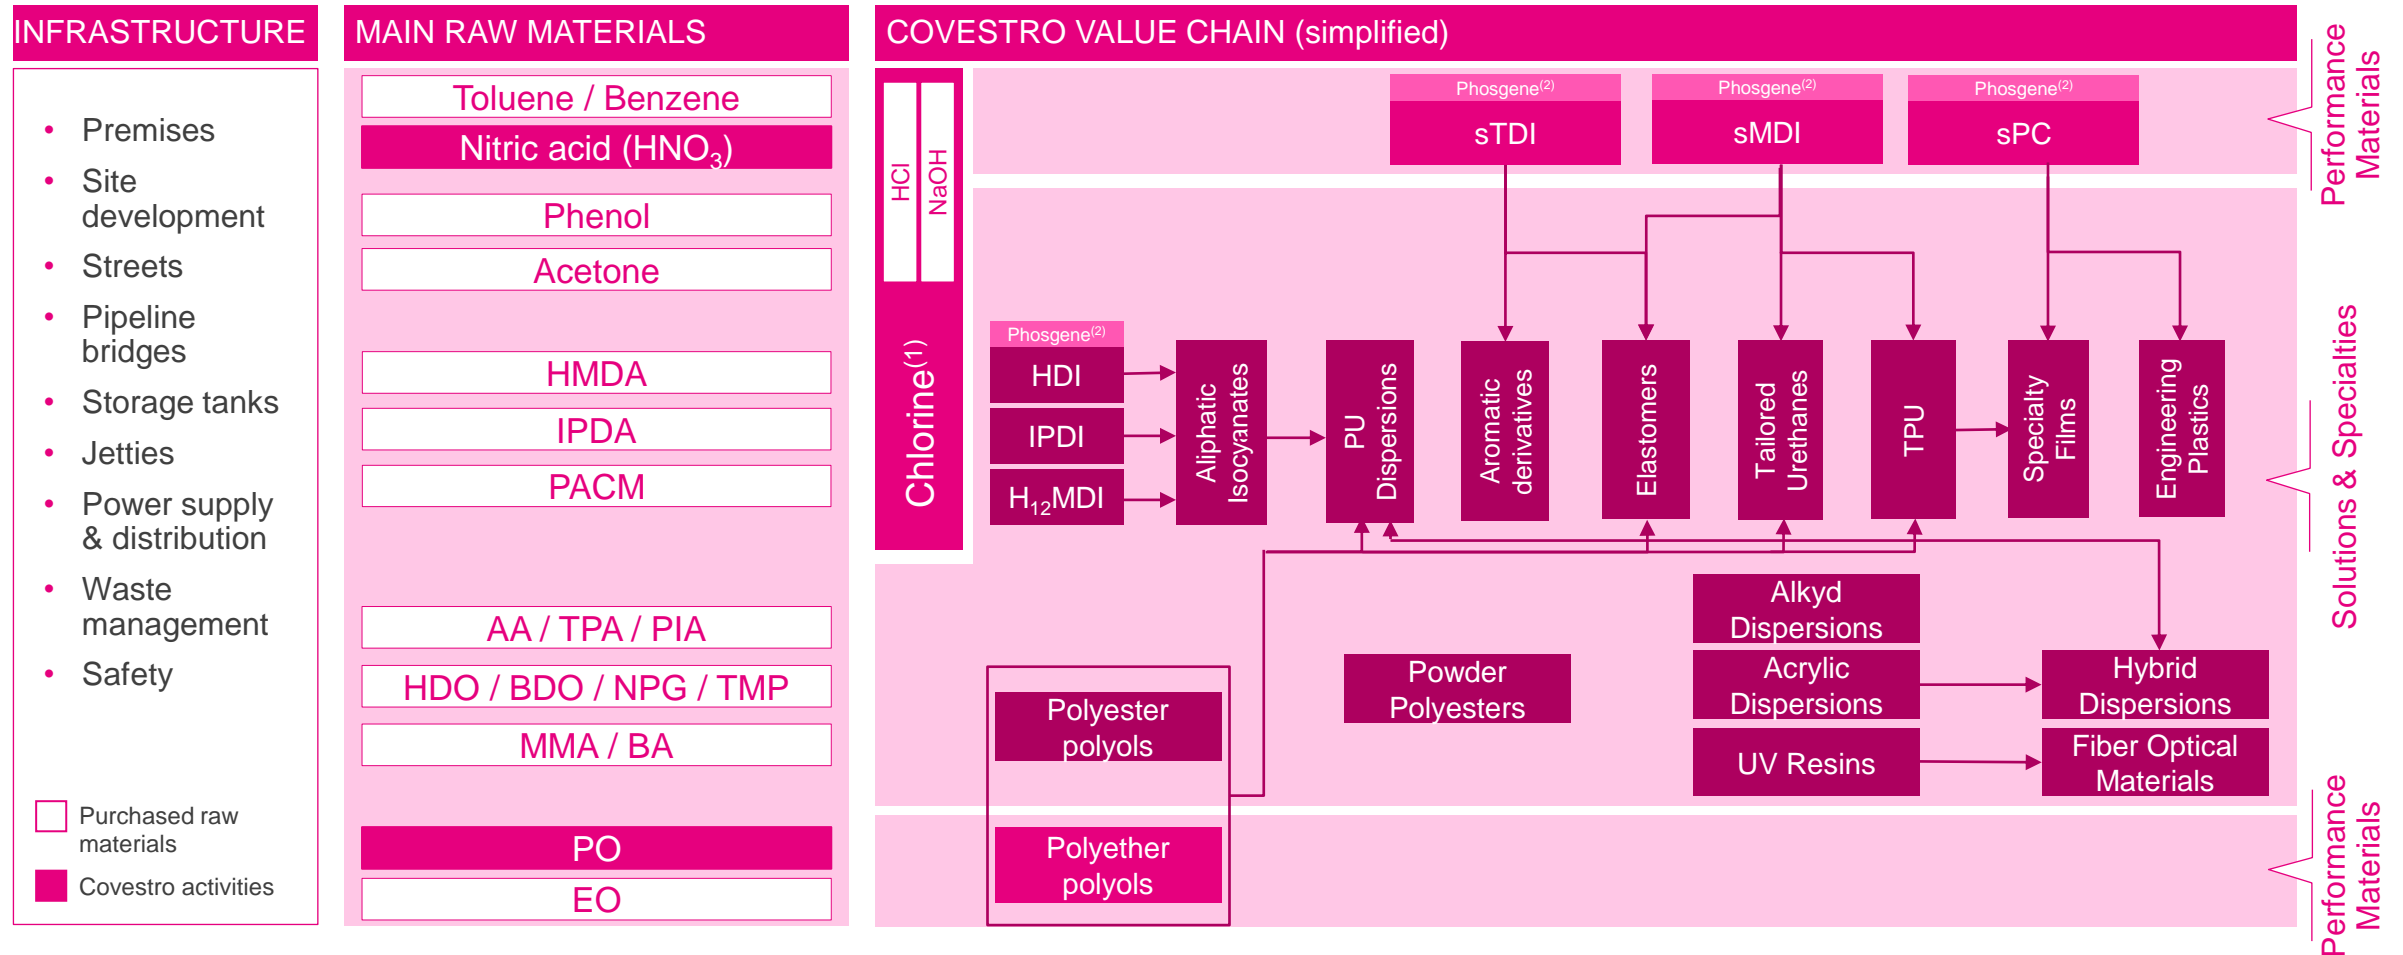 INFRASTRUCTURE
• Premises
• Site
development
• Streets
• Pipeline
bridges
• Storage tanks
• Jetties
• Power supply
& distribution
• Waste
management
• Safety
Purchased raw
materials
Covestro activities
MAIN RAW MATERIALS
Toluene / Benzene
Nitric acid (HNO₃)
Phenol
Acetone
HMDA
IPDA
PACM
AA / TPA / PIA
HDO / BDO / NPG / TMP
MMA / BA
PO
EO
COVESTRO VALUE CHAIN (simplified)
HCl
NaOH
Chlorine⁽¹⁾
Phosgene⁽²⁾
sTDI
Phosgene⁽²⁾
sMDI
Phosgene⁽²⁾
sPC
Phosgene⁽²⁾
HDI
IPDI
H₁₂MDI
Aliphatic
Isocyanates
PU
Dispersions
Aromatic
derivatives
Elastomers
Tailored
Urethanes
TPU
Specialty
Films
Engineering
Plastics
Alkyd
Dispersions
Powder
Polyesters
Acrylic
Dispersions
Hybrid
Dispersions
Polyester
polyols
UV Resins
Fiber Optical
Materials
Polyether
polyols
Performance
Materials
Solutions & Specialties
Performance
Materials